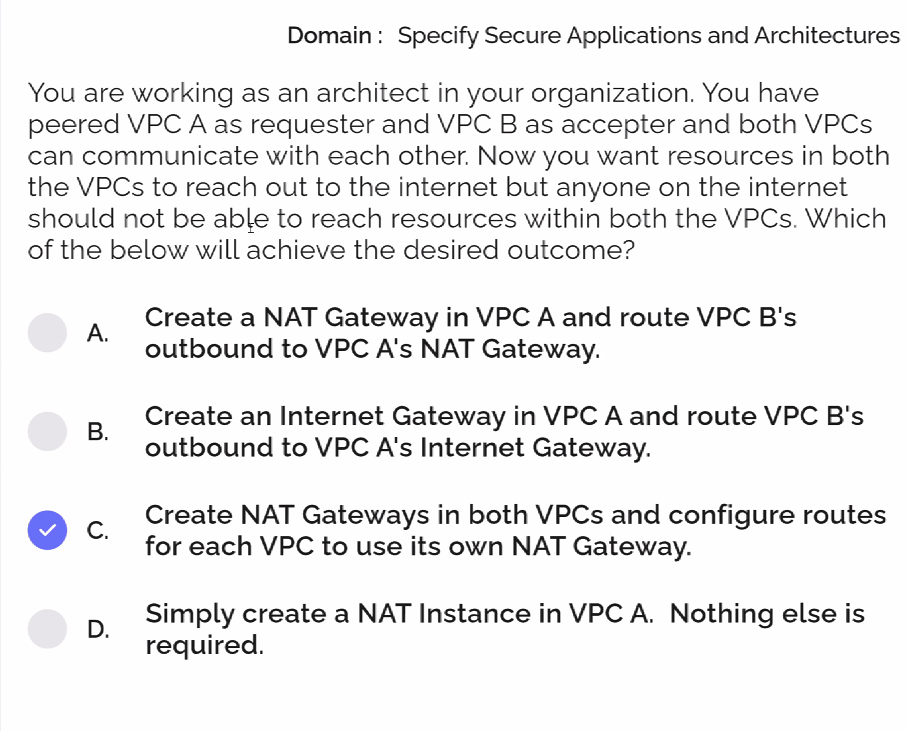 Domain : Specify Secure Applications and Architectures
You are working as an architect in your organization. You have
peered VPC A as requester and VPC B as accepter and both VPCs
can communicate with each other. Now you want resources in both
the VPCs to reach out to the internet but anyone on the internet
should not be able to reach resources within both the VPCs. Which
of the below will achieve the desired outcome?
A. Create a NAT Gateway in VPC A and route VPC B's
outbound to VPC A's NAT Gateway.
B. Create an Internet Gateway in VPC A and route VPC B's
outbound to VPC A's Internet Gateway.
C. Create NAT Gateways in both VPCs and configure routes
for each VPC to use its own NAT Gateway.
D. Simply create a NAT Instance in VPC A. Nothing else is
required.